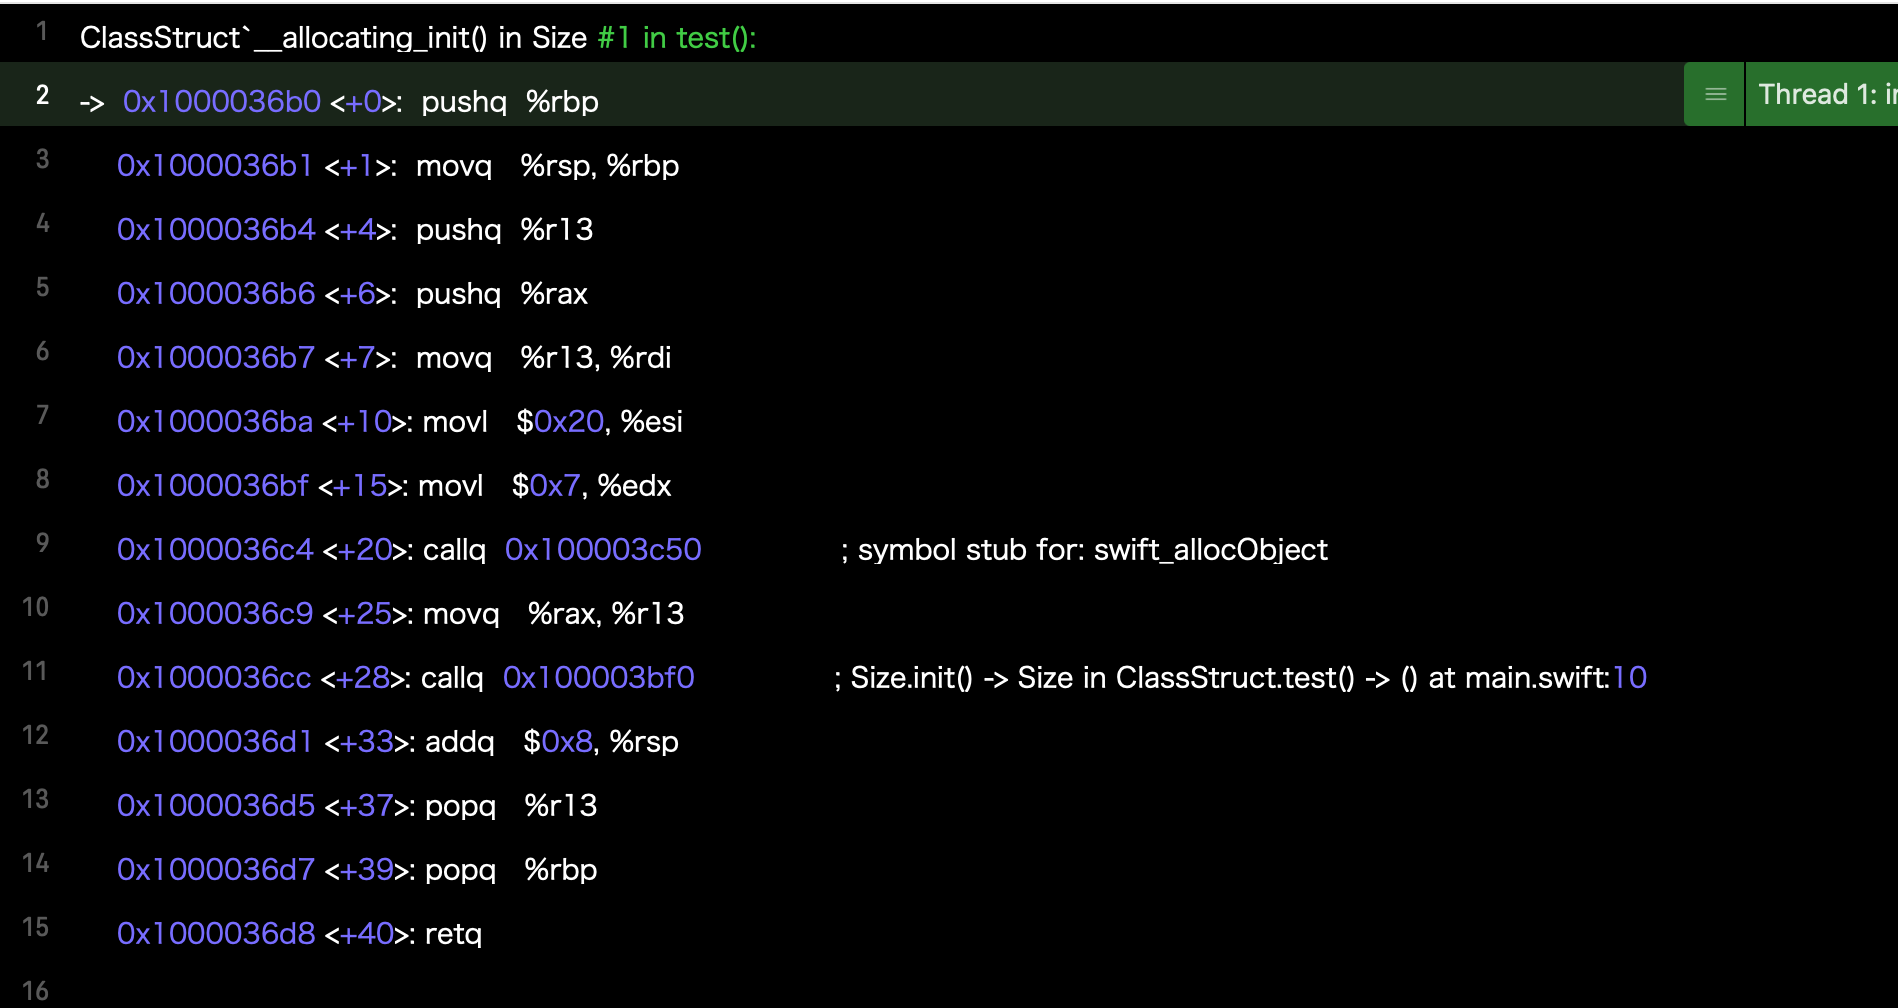 1 ClassStruct`__allocating_init() in Size #1 in test():
2 -> 0x1000036b0 <+0>: pushq %rbp Thread 1:
3 0x1000036b1 <+1>: movq %rsp, %rbp
4 0x1000036b4 <+4>: pushq %r13
5 0x1000036b6 <+6>: pushq %rax
6 0x1000036b7 <+7>: movq %r13, %rdi
7 0x1000036ba <+10>: movl $0x20, %esi
8 0x1000036bf <+15>: movl $0x7, %edx
9 0x1000036c4 <+20>: callq 0x100003c50 ; symbol stub for: swift_allocObject
10 0x1000036c9 <+25>: movq %rax, %r13
11 0x1000036cc <+28>: callq 0x100003bf0 ; Size.init() -> Size in ClassStruct.test() -> () at main.swift:10
12 0x1000036d1 <+33>: addq $0x8, %rsp
13 0x1000036d5 <+37>: popq %r13
14 0x1000036d7 <+39>: popq %rbp
15 0x1000036d8 <+40>: retq
16